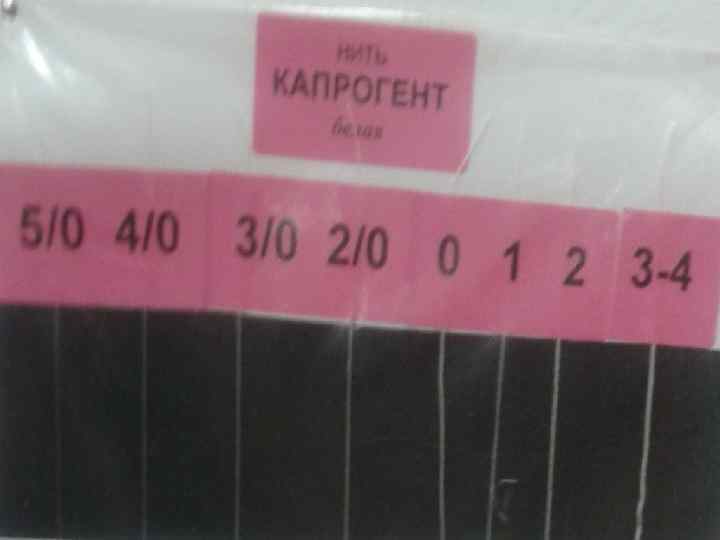 НИТЬ
КАПРОГЕНТ
белая
5/0 4/0 3/0 2/0 0 1 2 3-4